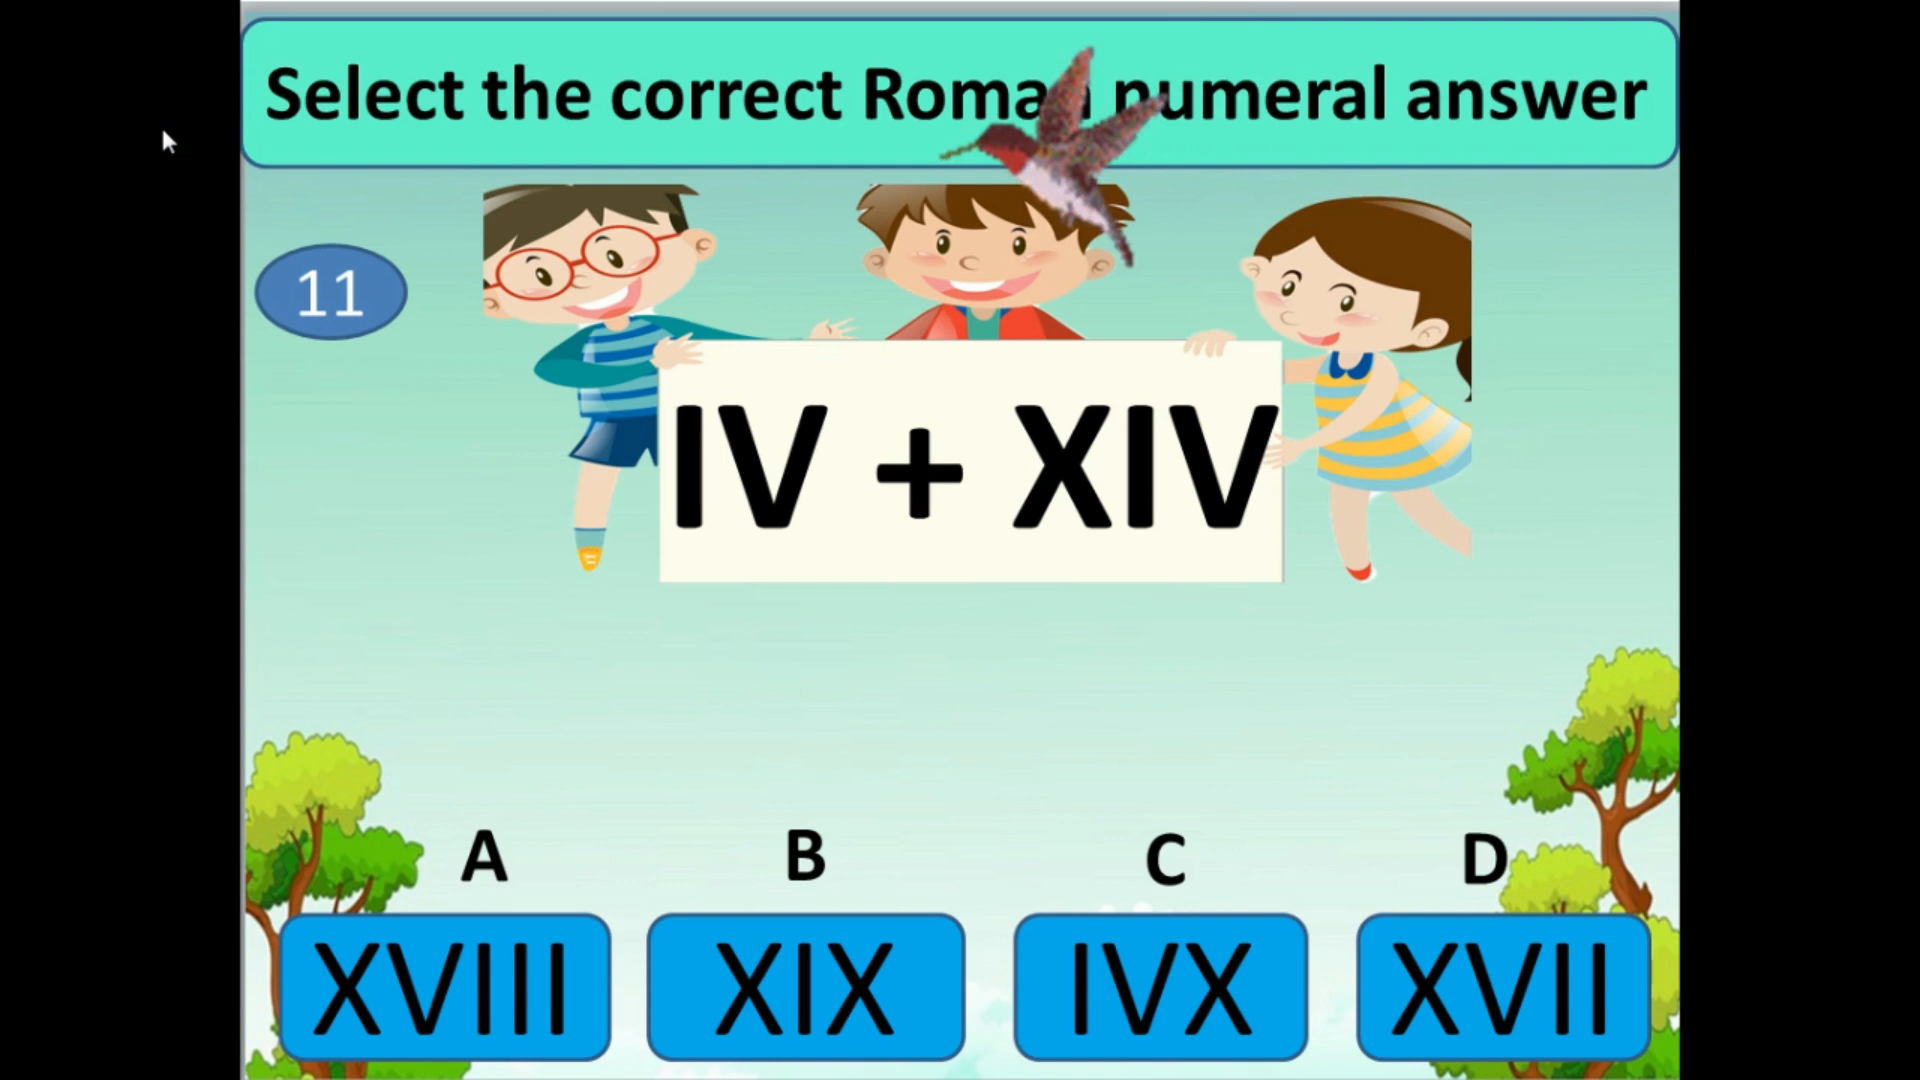 Select the correct Roman numeral answer
11
IV + XIV
A B C D
XVIII XIX IVX XVII